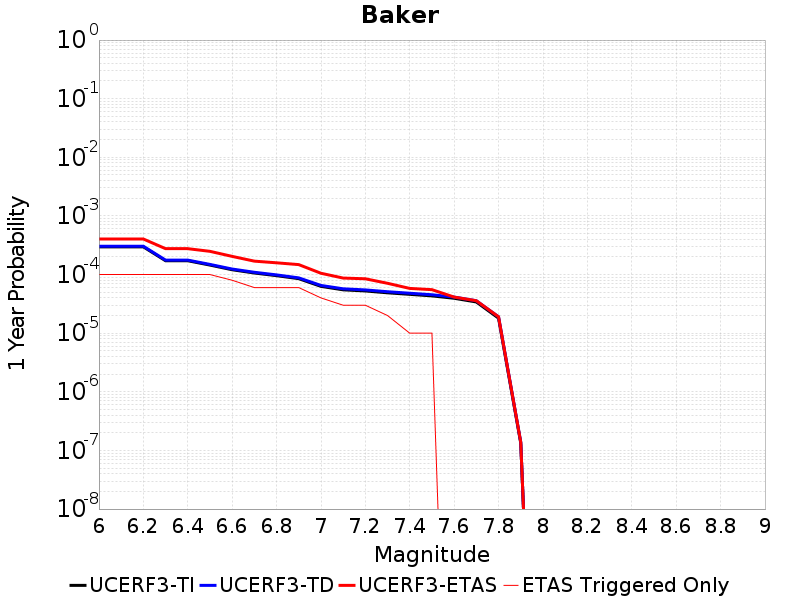 Baker
1 Year Probability
10^0
10^-1
10^-2
10^-3
10^-4
10^-5
10^-6
10^-7
10^-8
6 6.2 6.4 6.6 6.8 7 7.2 7.4 7.6 7.8 8 8.2 8.4 8.6 8.8 9
Magnitude
UCERF3-TI UCERF3-TD UCERF3-ETAS ETAS Triggered Only